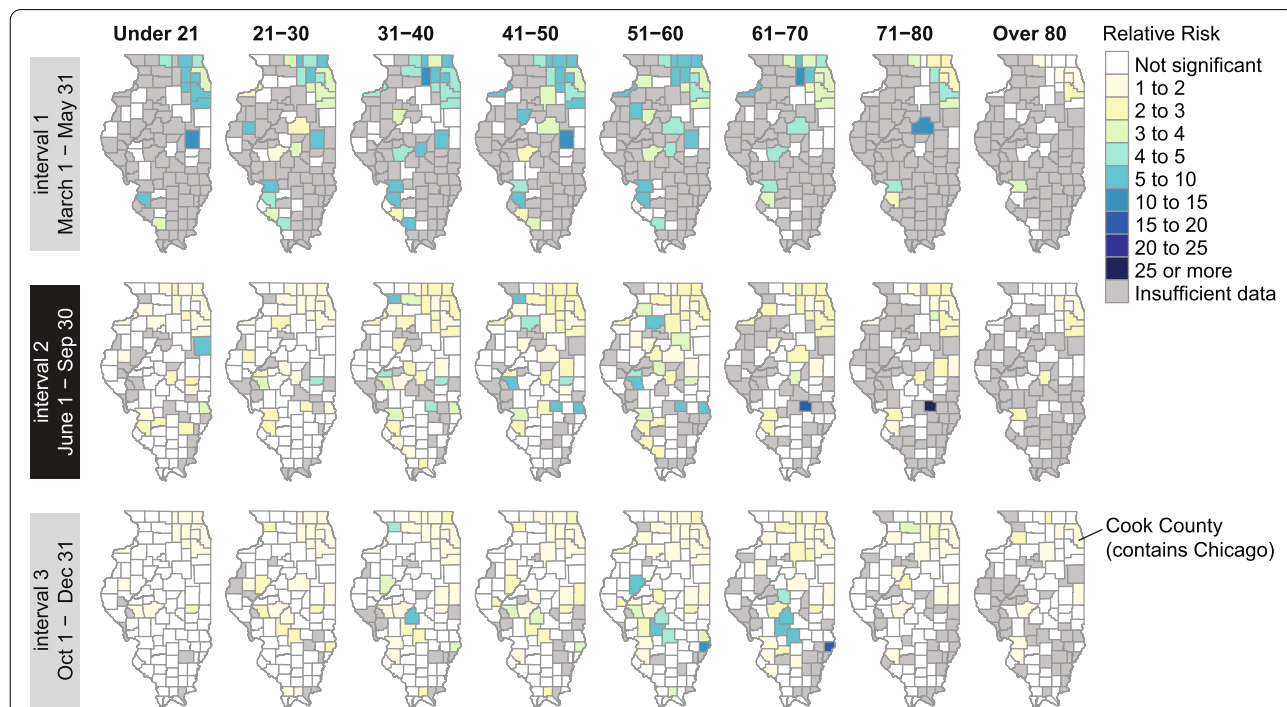 Under 21 21−30 31−40 41−50 51−60 61−70 71−80 Over 80
Relative Risk
Not significant
1 to 2
2 to 3
3 to 4
4 to 5
5 to 10
10 to 15
15 to 20
20 to 25
25 or more
Insufficient data
interval 1
March 1 − May 31
interval 2
June 1 − Sep 30
interval 3
Oct 1 − Dec 31
Cook County
(contains Chicago)